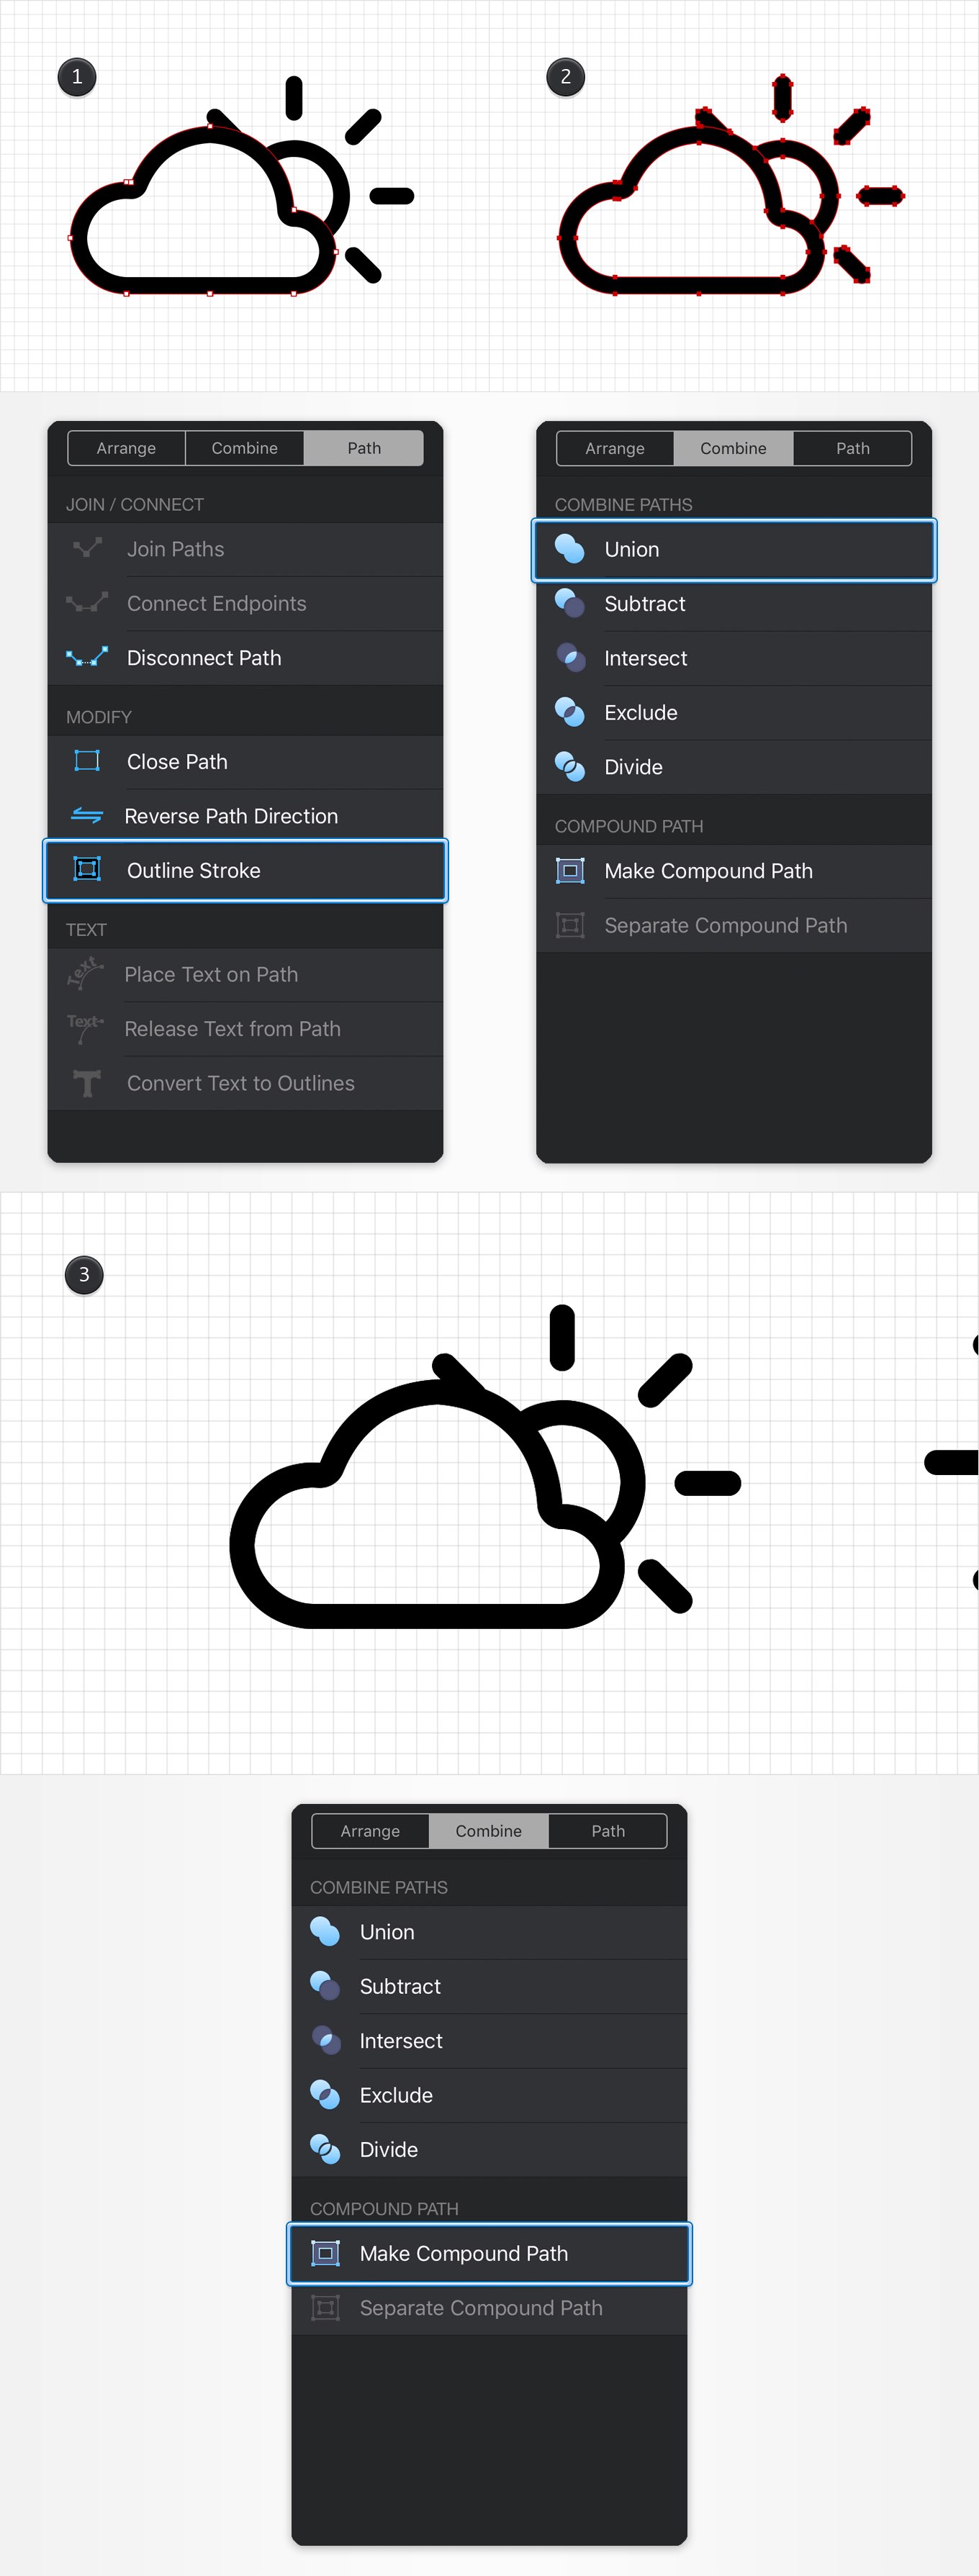 1
2
Arrange Combine Path
JOIN / CONNECT
Join Paths
Connect Endpoints
Disconnect Path
MODIFY
Close Path
Reverse Path Direction
Outline Stroke
TEXT
Text Place Text on Path
Text Release Text from Path
T Convert Text to Outlines
Arrange Combine Path
COMBINE PATHS
Union
Subtract
Intersect
Exclude
Divide
COMPOUND PATH
Make Compound Path
Separate Compound Path
3
Arrange Combine Path
COMBINE PATHS
Union
Subtract
Intersect
Exclude
Divide
COMPOUND PATH
Make Compound Path
Separate Compound Path